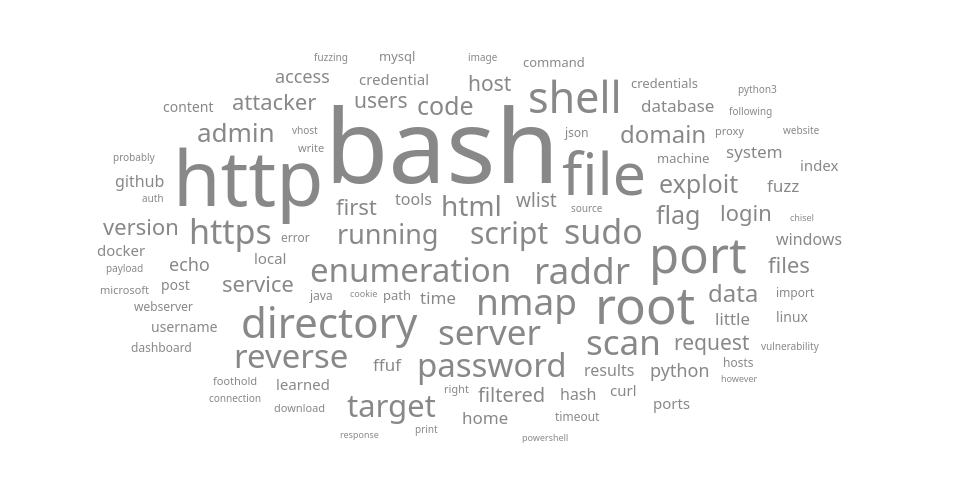 fuzzing mysql image command
access credential host shell credentials python3
content attacker users code database following
admin vhost write bash json domain proxy website
probably http file machine system index
github auth first tools html wlist source exploit fuzz
version https error running script sudo flag login chisel
docker payload echo local enumeration raddr port windows files
microsoft post service java cookie path time nmap root data import
webserver username directory server little linux
dashboard reverse ffuf password scan request vulnerability
foothold learned results python hosts however
connection download target right filtered hash curl ports
home timeout
response print powershell